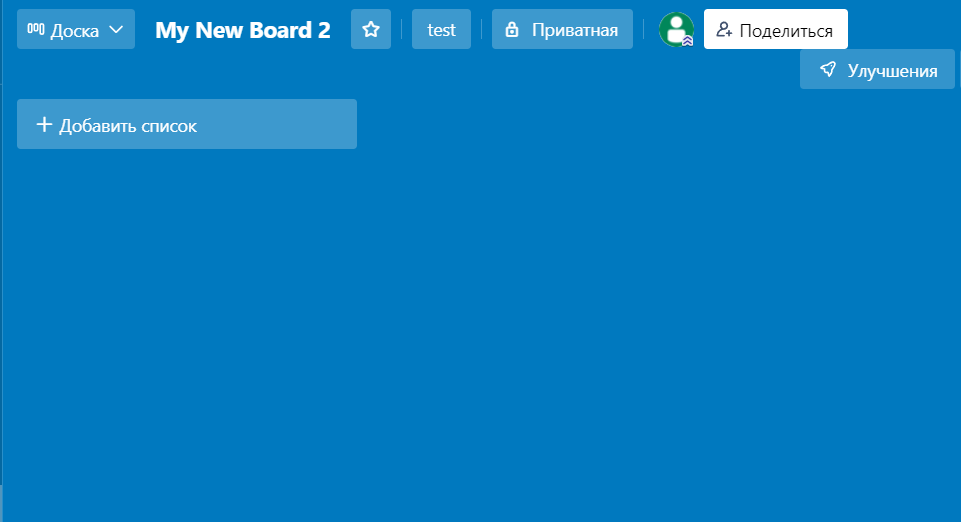 Доска My New Board 2 test Приватная Поделиться
Улучшения
Добавить список